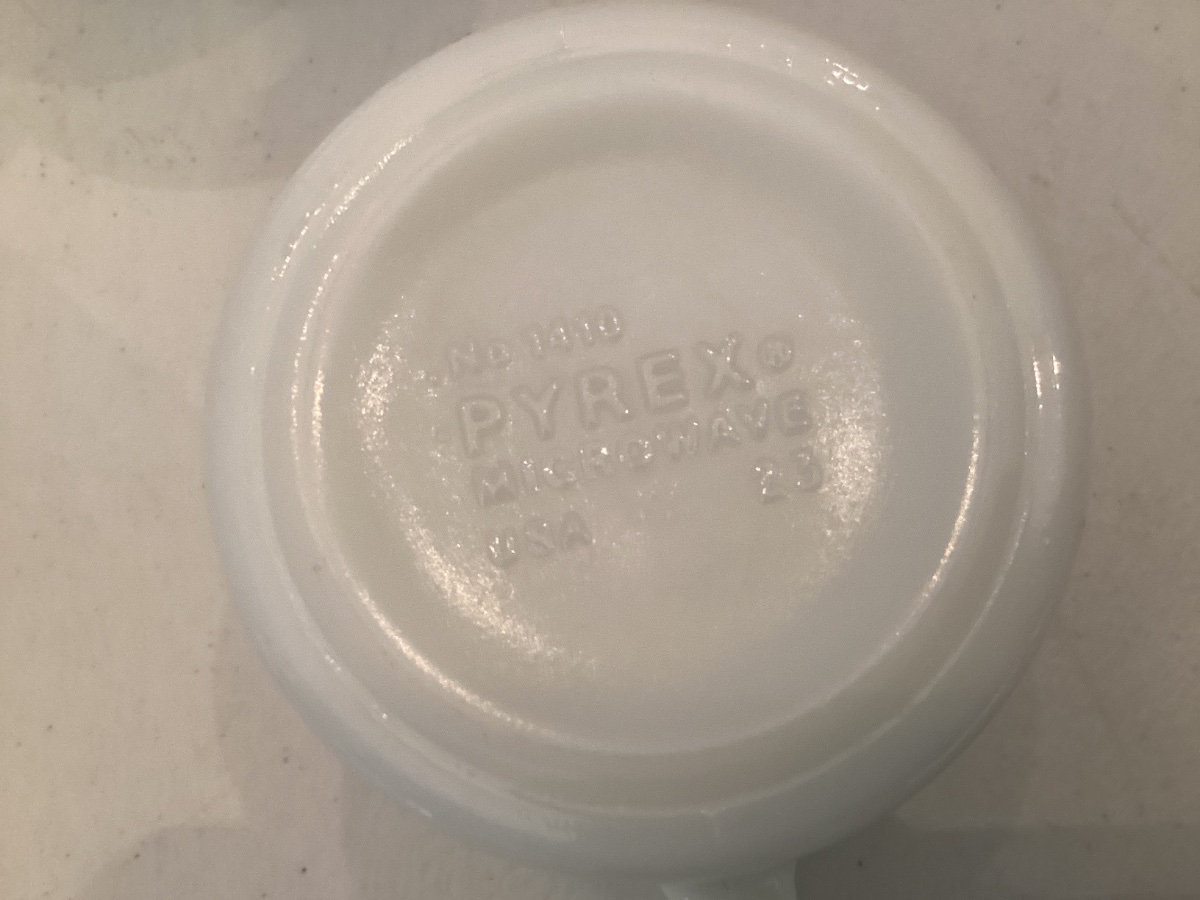 No 1410
PYREX®
MICROWAVE
23
USA